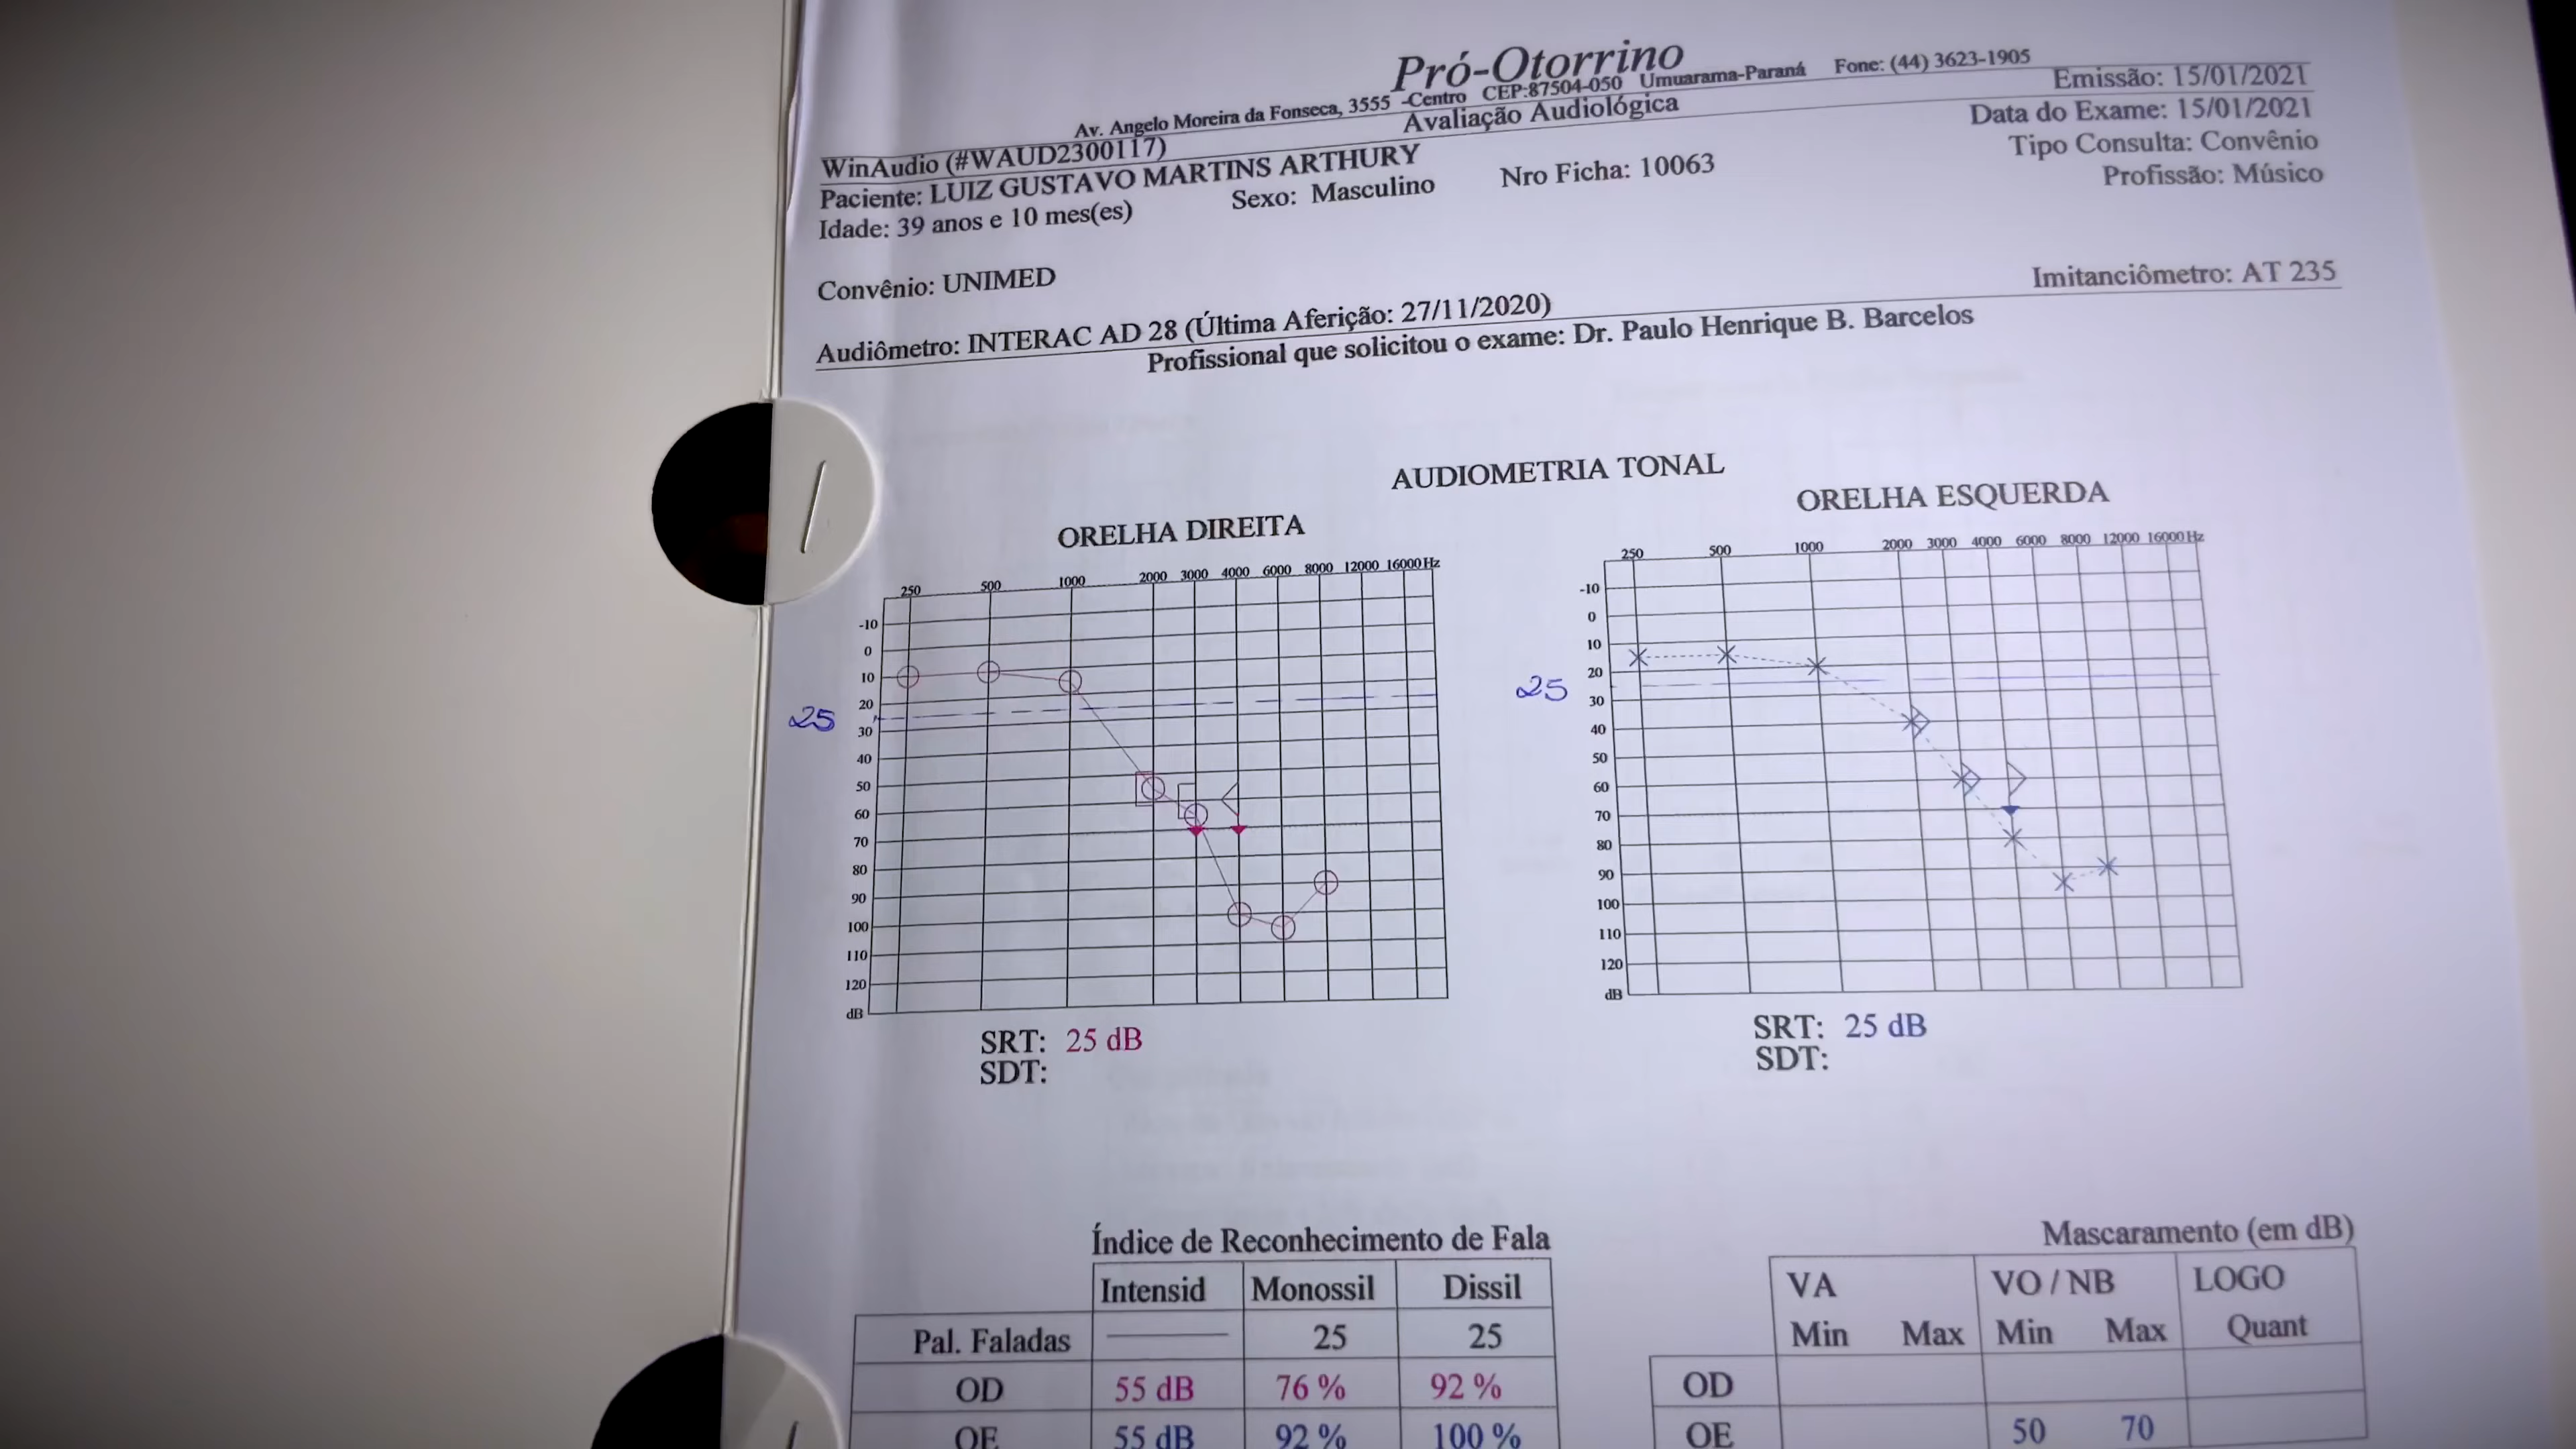 Pró-Otorrino
Av. Angelo Moreira da Fonseca, 3555 -Centro CEP:87504-050 Umuarama-Paraná Fone: (44) 3623-1905
Avaliação Audiológica
Emissão: 15/01/2021
WinAudio (#WAUD2300117)
Data do Exame: 15/01/2021
Paciente: LUIZ GUSTAVO MARTINS ARTHURY
Tipo Consulta: Convênio
Idade: 39 anos e 10 mes(es) Sexo: Masculino Nro Ficha: 10063 Profissão: Músico
Convênio: UNIMED
Audiômetro: INTERAC AD 28 (Última Aferição: 27/11/2020) Imitanciômetro: AT 235
Profissional que solicitou o exame: Dr. Paulo Henrique B. Barcelos
AUDIOMETRIA TONAL
ORELHA DIREITA
250 500 1000 2000 3000 4000 6000 8000 12000 16000 Hz
-10
0
10
20
25
30
40
50
60
70
80
90
100
110
120
dB
SRT: 25 dB
SDT:
ORELHA ESQUERDA
250 500 1000 2000 3000 4000 6000 8000 12000 16000 Hz
-10
0
10
20
25
30
40
50
60
70
80
90
100
110
120
dB
SRT: 25 dB
SDT:
Índice de Reconhecimento de Fala
Intensid Monossil Dissil
Pal. Faladas 25 25
OD 55 dB 76 % 92 %
OE 55 dB 92 % 100 %
Mascaramento (em dB)
VA VO / NB LOGO
Min Max Min Max Quant
OD
OE 50 70